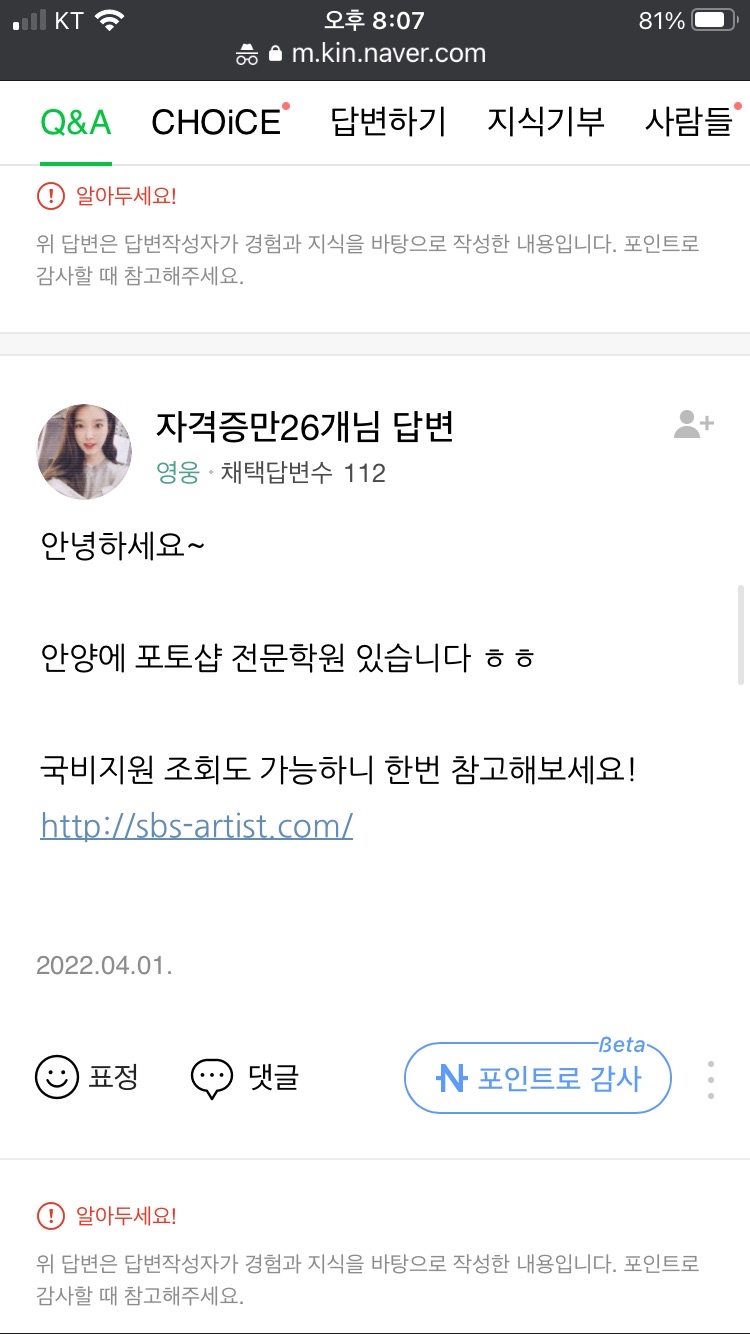 KT 오후 8:07 81%
m.kin.naver.com
Q&A CHOiCE 답변하기 지식기부 사람들
알아두세요!
위 답변은 답변작성자가 경험과 지식을 바탕으로 작성한 내용입니다. 포인트로
감사할 때 참고해주세요.
자격증만26개님 답변
영웅 · 채택답변수 112
안녕하세요~
안양에 포토샵 전문학원 있습니다 ㅎㅎ
국비지원 조회도 가능하니 한번 참고해보세요!
http://sbs-artist.com/
2022.04.01.
표정 댓글 N 포인트로 감사 ßeta
알아두세요!
위 답변은 답변작성자가 경험과 지식을 바탕으로 작성한 내용입니다. 포인트로
감사할 때 참고해주세요.